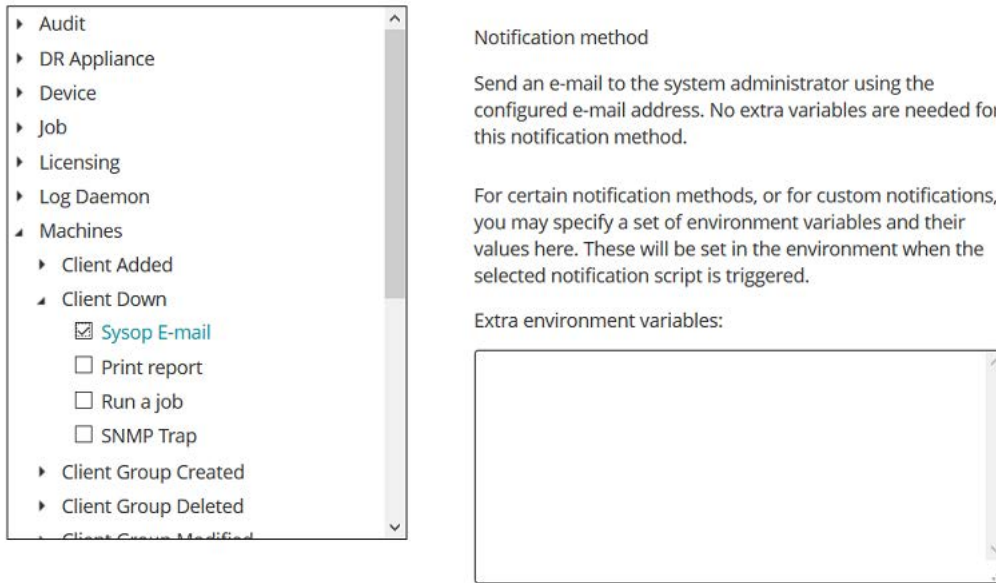 Audit
DR Appliance
Device
Job
Licensing
Log Daemon
Machines
Client Added
Client Down
Sysop E-mail
Print report
Run a job
SNMP Trap
Client Group Created
Client Group Deleted
Client Group Modified
Notification method
Send an e-mail to the system administrator using the
configured e-mail address. No extra variables are needed for
this notification method.
For certain notification methods, or for custom notifications,
you may specify a set of environment variables and their
values here. These will be set in the environment when the
selected notification script is triggered.
Extra environment variables: